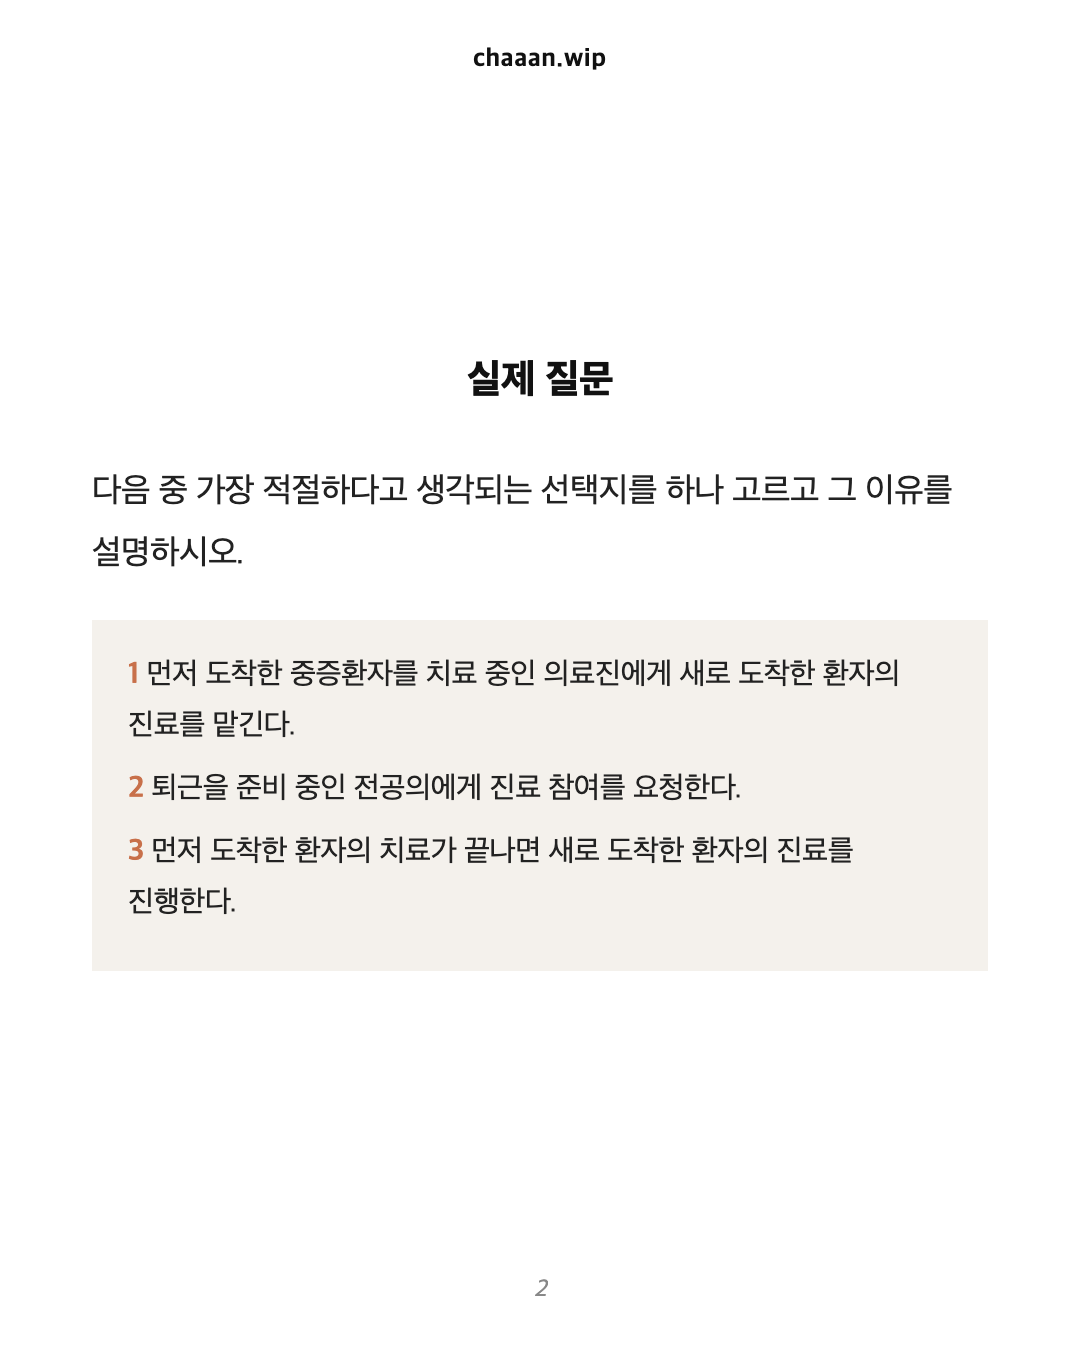 chaaan.wip
실제 질문
다음 중 가장 적절하다고 생각되는 선택지를 하나 고르고 그 이유를
설명하시오.
1 먼저 도착한 중증환자를 치료 중인 의료진에게 새로 도착한 환자의
진료를 맡긴다.
2 퇴근을 준비 중인 전공의에게 진료 참여를 요청한다.
3 먼저 도착한 환자의 치료가 끝나면 새로 도착한 환자의 진료를
진행한다.
2